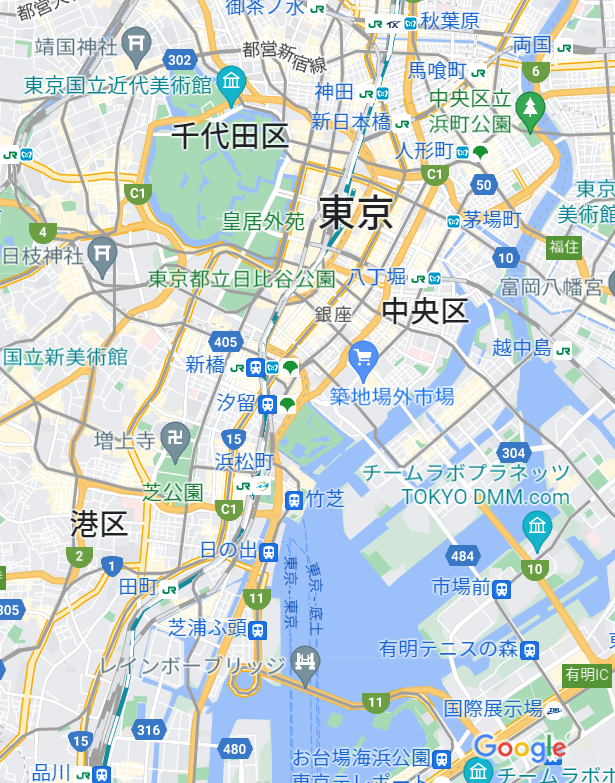 御茶ノ水
秋葉原
靖国神社
302
都営新宿線
両国
馬喰町
6
東京国立近代美術館
神田
中央区立
浜町公園
新日本橋
千代田区
人形町
C1
C1
50
東京
皇居外苑
茅場町
4
福住
日枝神社
10
東京都立日比谷公園
八丁堀
富岡八幡宮
銀座
中央区
405
国立新美術館
越中島
新橋
築地場外市場
汐留
増上寺
15
304
浜松町
チームラボプラネッツ
TOKYO DMM.com
芝公園
竹芝
C1
港区
日の出
484
2
1
10
田町
市場前
東京-底土
東京-東京
11
305
芝浦ふ頭
有明テニスの森
レインボーブリッジ
有明IC
11
国際展示場
316
15
480
Google
お台場海浜公園
品川
チームラボ
東京テレポート